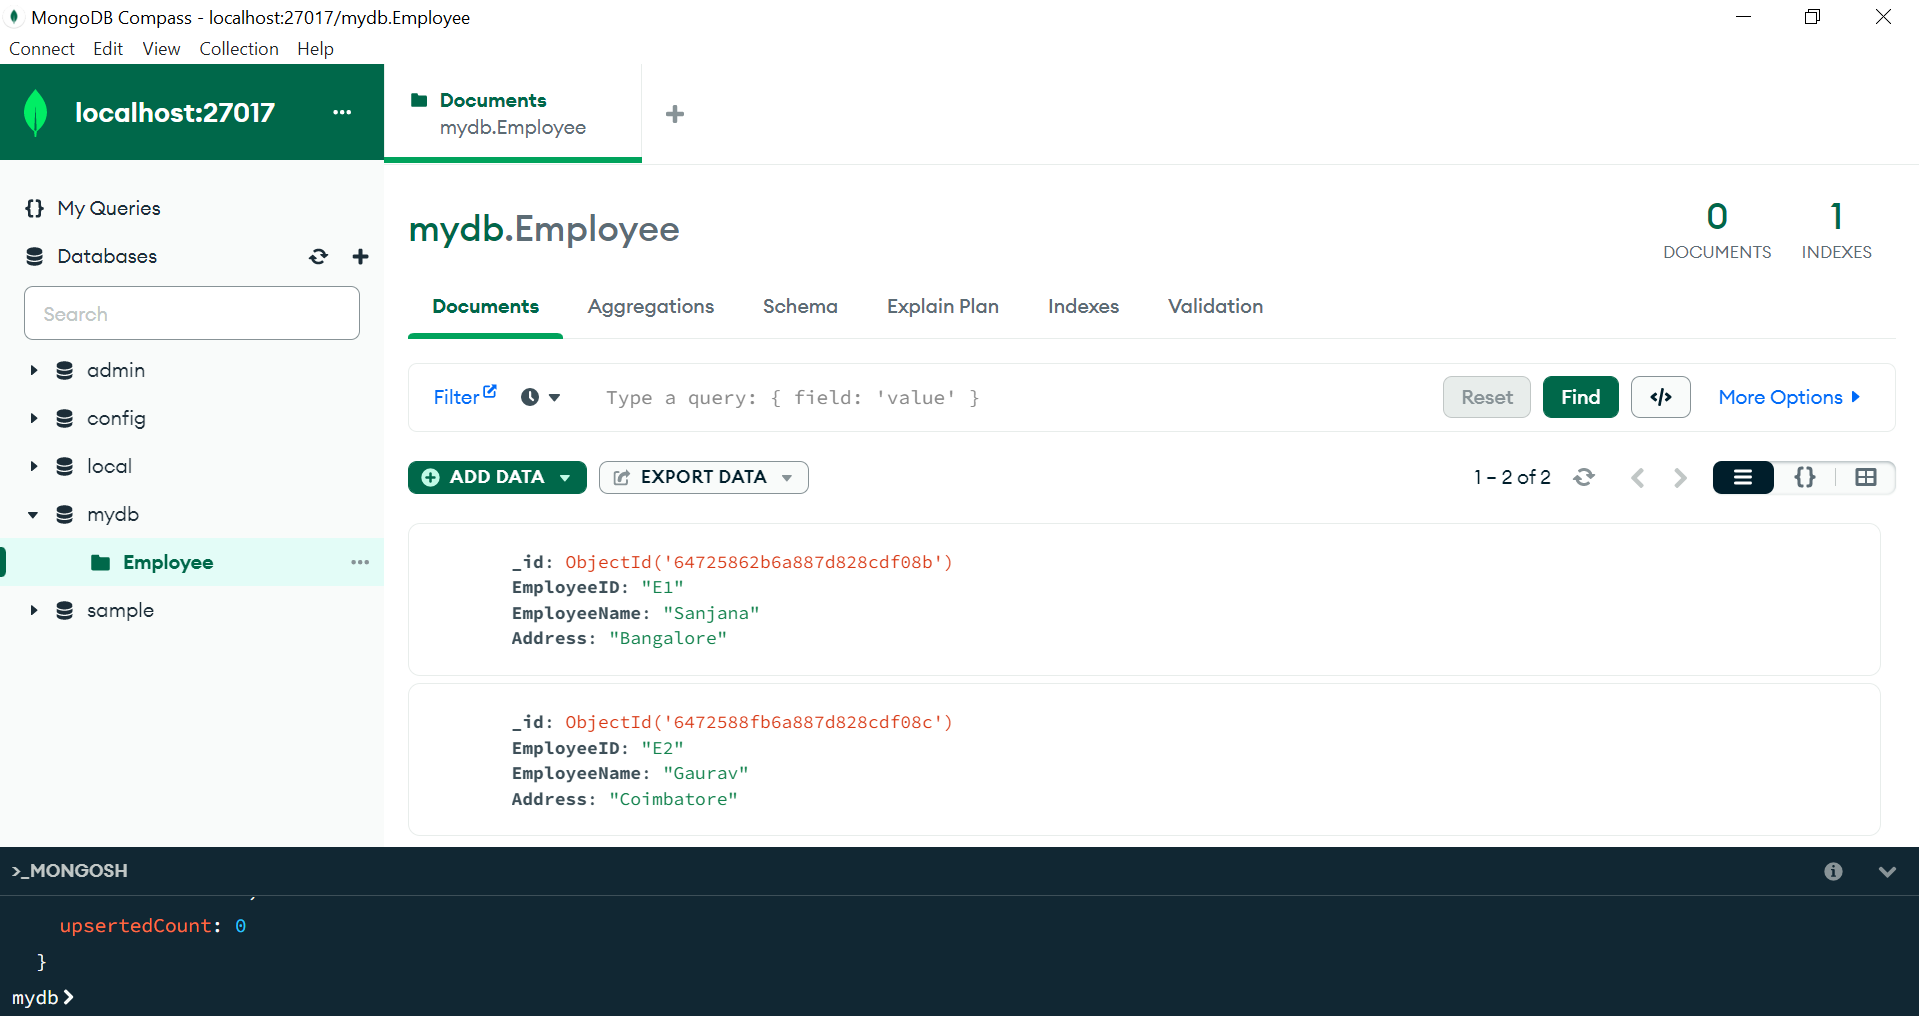 MongoDB Compass - localhost:27017/mydb.Employee
Connect Edit View Collection Help
localhost:27017 ...
Documents
mydb.Employee
+
{} My Queries
Databases
Search
admin
config
local
mydb
Employee ...
sample
mydb.Employee
0
DOCUMENTS
1
INDEXES
Documents Aggregations Schema Explain Plan Indexes Validation
Filter Type a query: { field: 'value' } Reset Find </> More Options
ADD DATA EXPORT DATA 1 – 2 of 2 {}
_id: ObjectId('64725862b6a887d828cdf08b')
EmployeeID: "E1"
EmployeeName: "Sanjana"
Address: "Bangalore"
_id: ObjectId('6472588fb6a887d828cdf08c')
EmployeeID: "E2"
EmployeeName: "Gaurav"
Address: "Coimbatore"
>_MONGOSH
upsertedCount: 0
}
mydb>